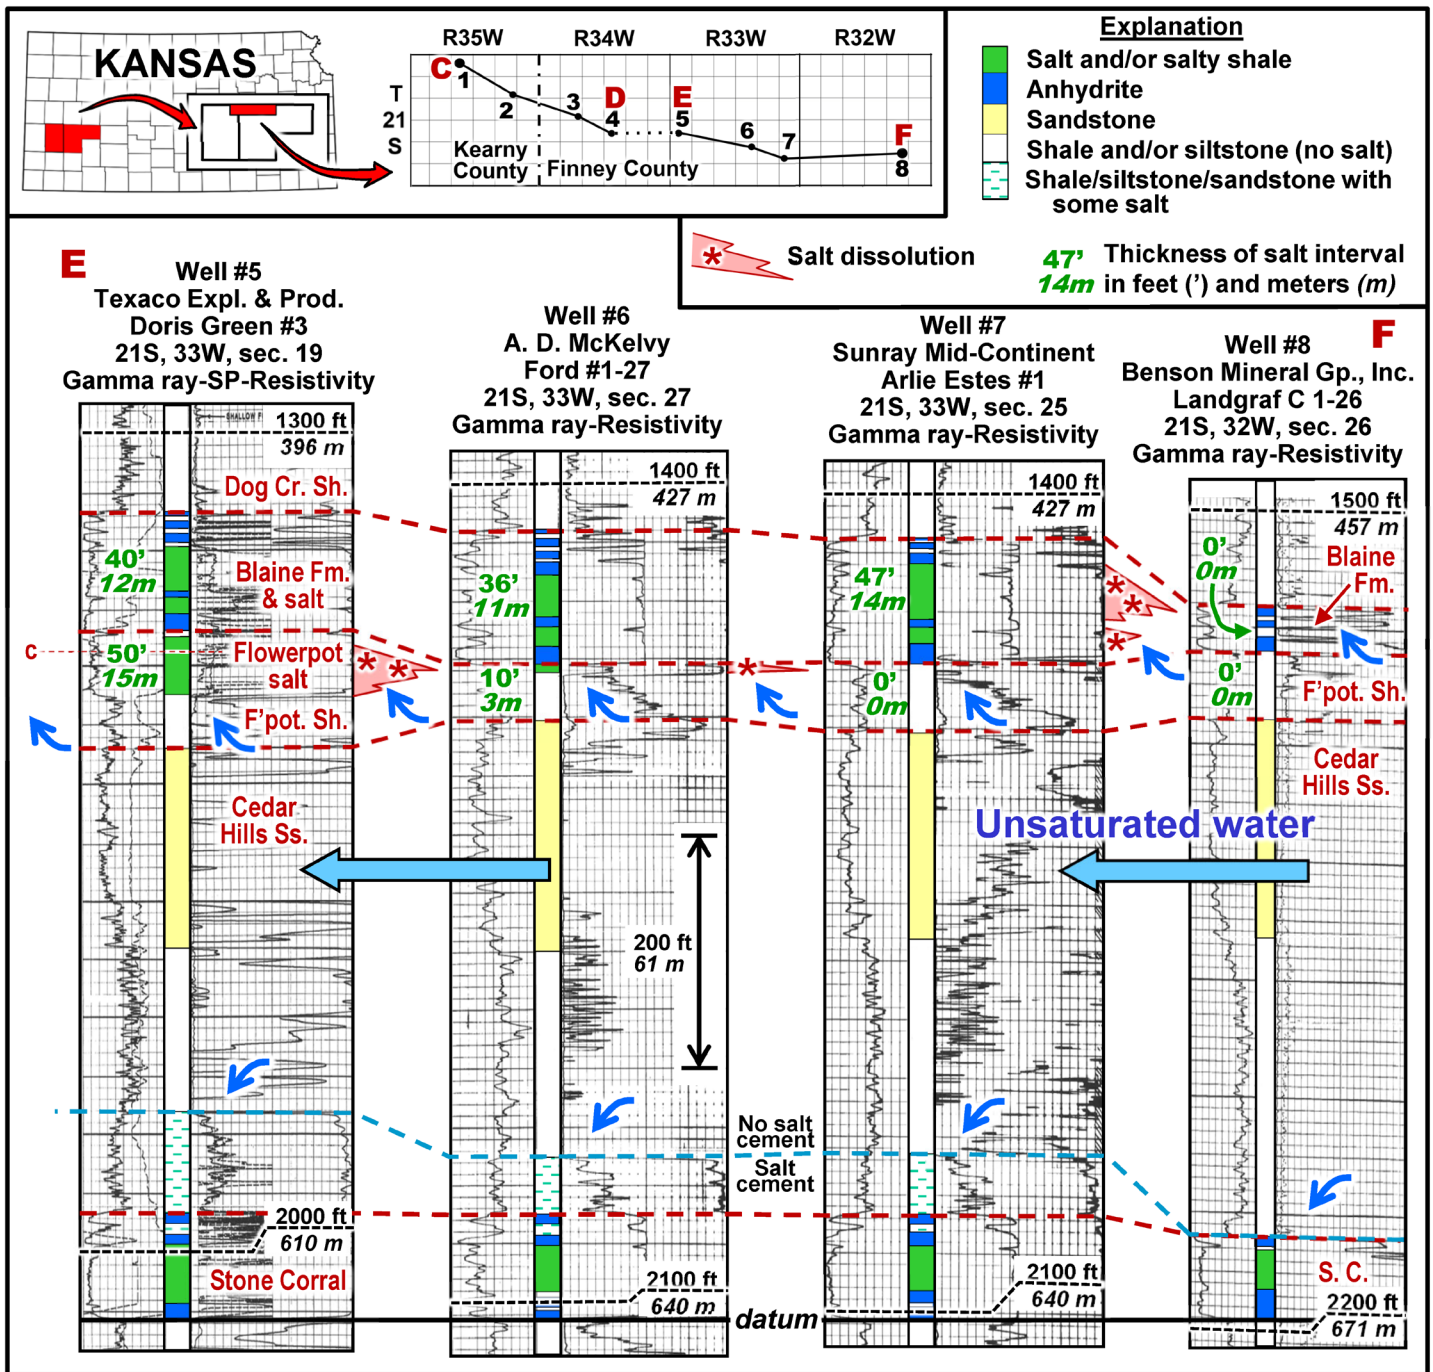 KANSAS
R35W
R34W
R33W
R32W
T
21
S
C
1
2
3
D
4
E
5
6
7
F
8
Kearny
County
Finney County
Explanation
Salt and/or salty shale
Anhydrite
Sandstone
Shale and/or siltstone (no salt)
Shale/siltstone/sandstone with
some salt
* Salt dissolution
47’
14m
Thickness of salt interval
in feet (’) and meters (m)
E
F
Well #5
Texaco Expl. & Prod.
Doris Green #3
21S, 33W, sec. 19
Gamma ray-SP-Resistivity
Well #6
A. D. McKelvy
Ford #1-27
21S, 33W, sec. 27
Gamma ray-Resistivity
Well #7
Sunray Mid-Continent
Arlie Estes #1
21S, 33W, sec. 25
Gamma ray-Resistivity
Well #8
Benson Mineral Gp., Inc.
Landgraf C 1-26
21S, 32W, sec. 26
Gamma ray-Resistivity
SHALLOW
1300 ft
396 m
1400 ft
427 m
1400 ft
427 m
1500 ft
457 m
Dog Cr. Sh.
40’
12m
Blaine Fm.
& salt
36’
11m
47’
14m
* *
*
0’
0m
Blaine
Fm.
C
50’
15m
Flowerpot
salt
* *
10’
3m
*
0’
0m
0’
0m
F’pot. Sh.
F’pot. Sh.
Cedar
Hills Ss.
Cedar
Hills Ss.
Unsaturated water
200 ft
61 m
No salt
cement
Salt
cement
2000 ft
610 m
Stone Corral
2100 ft
640 m
2100 ft
640 m
S. C.
2200 ft
671 m
datum